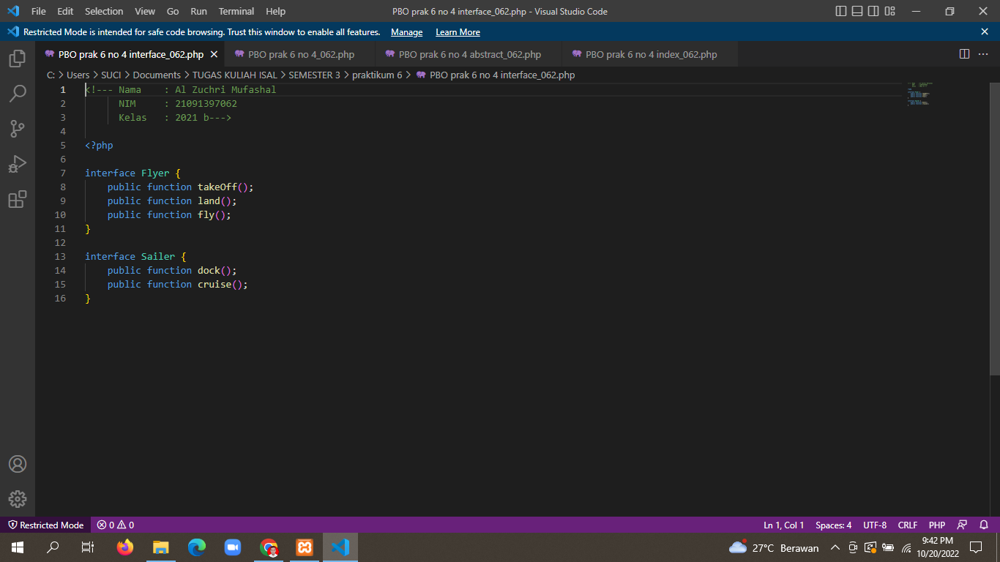 File Edit Selection View Go Run Terminal Help PBO prak 6 no 4 interface_062.php - Visual Studio Code
Restricted Mode is intended for safe code browsing. Trust this window to enable all features. Manage Learn More
PBO prak 6 no 4 interface_062.php PBO prak 6 no 4_062.php PBO prak 6 no 4 abstract_062.php PBO prak 6 no 4 index_062.php
C: > Users > SUCI > Documents > TUGAS KULIAH ISAL > SEMESTER 3 > praktikum 6 > PBO prak 6 no 4 interface_062.php
1 <!--- Nama : Al Zuchri Mufashal
2 NIM : 21091397062
3 Kelas : 2021 b--->
4
5 <?php
6
7 interface Flyer {
8 public function takeOff();
9 public function land();
10 public function fly();
11 }
12
13 interface Sailer {
14 public function dock();
15 public function cruise();
16 }
Restricted Mode 0 0 Ln 1, Col 1 Spaces: 4 UTF-8 CRLF PHP
27°C Berawan 9:42 PM
10/20/2022